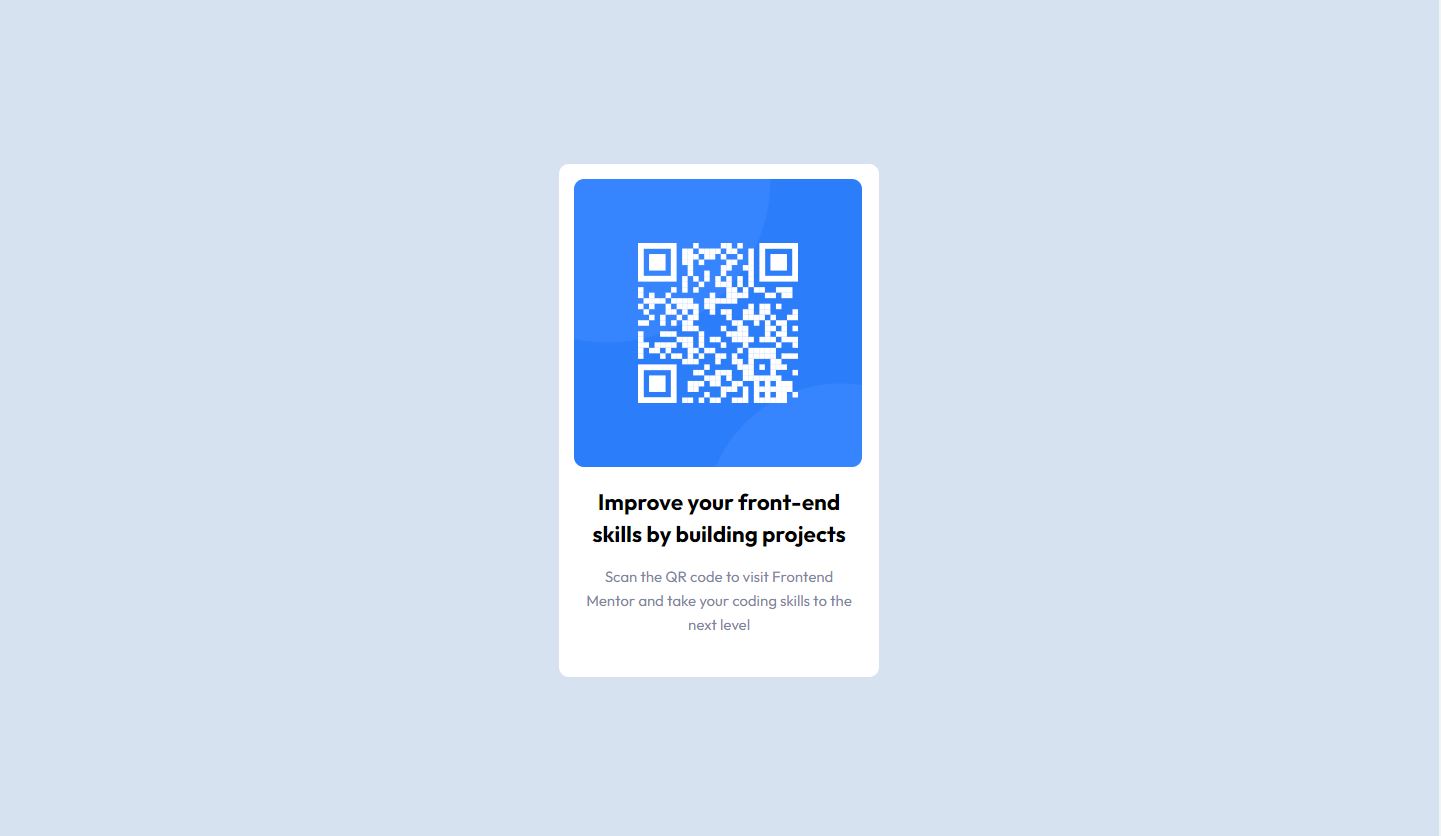 Improve your front-end
skills by building projects
Scan the QR code to visit Frontend
Mentor and take your coding skills to the
next level